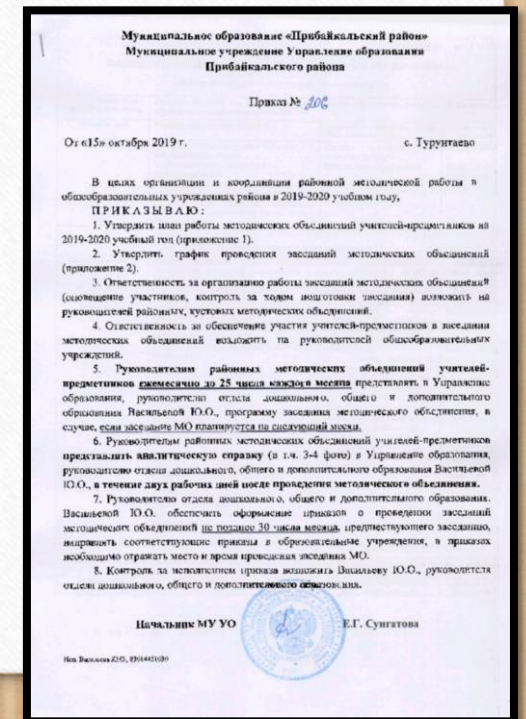 Муниципальное образование «Прибайкальский район»
Муниципальное учреждение Управление образования
Прибайкальского района
Приказ № 206
От «15» октября 2019 г. с. Турунтаево
В целях организации и координации районной методической работы в
общеобразовательных учреждениях района в 2019-2020 учебном году,
ПРИКАЗЫВАЮ:
1. Утвердить план работы методических объединений учителей-предметников на
2019-2020 учебный год (приложение 1).
2. Утвердить график проведения заседаний методических объединений
(приложение 2).
3. Ответственность за организацию работы заседаний методических объединений
(оповещение участников, контроль за ходом подготовки заседания) возложить на
руководителей районных, кустовых методических объединений.
4. Ответственность за обеспечение участия учителей-предметников в заседании
методических объединений возложить на руководителей общеобразовательных
учреждений.
5. Руководителям районных методических объединений учителей-
предметников ежемесячно до 25 числа каждого месяца представлять в Управление
образования, руководителю отдела дошкольного, общего и дополнительного
образования Васильевой Ю.О., программу заседания методического объединения, в
случае, если заседание МО планируется на следующий месяц.
6. Руководителям районных методических объединений учителей-предметников
представить аналитическую справку (в т.ч. 3-4 фото) в Управление образования,
руководителю отдела дошкольного, общего и дополнительного образования Васильевой
Ю.О., в течение двух рабочих дней после проведения методического объединения.
7. Руководителю отдела дошкольного, общего и дополнительного образования.
Васильевой Ю.О. обеспечить оформление приказов о проведении заседаний
методических объединений не позднее 30 числа месяца, предшествующего заседанию,
направлять соответствующие приказы в образовательные учреждения, в приказах
необходимо отражать место и время проведения заседания МО.
8. Контроль за исполнением приказа возложить Васильеву Ю.О., руководителя
отдела дошкольного, общего и дополнительного образования.
Начальник МУ УО Е.Г. Сунгатова
Исп. Васильева Ю.О.,